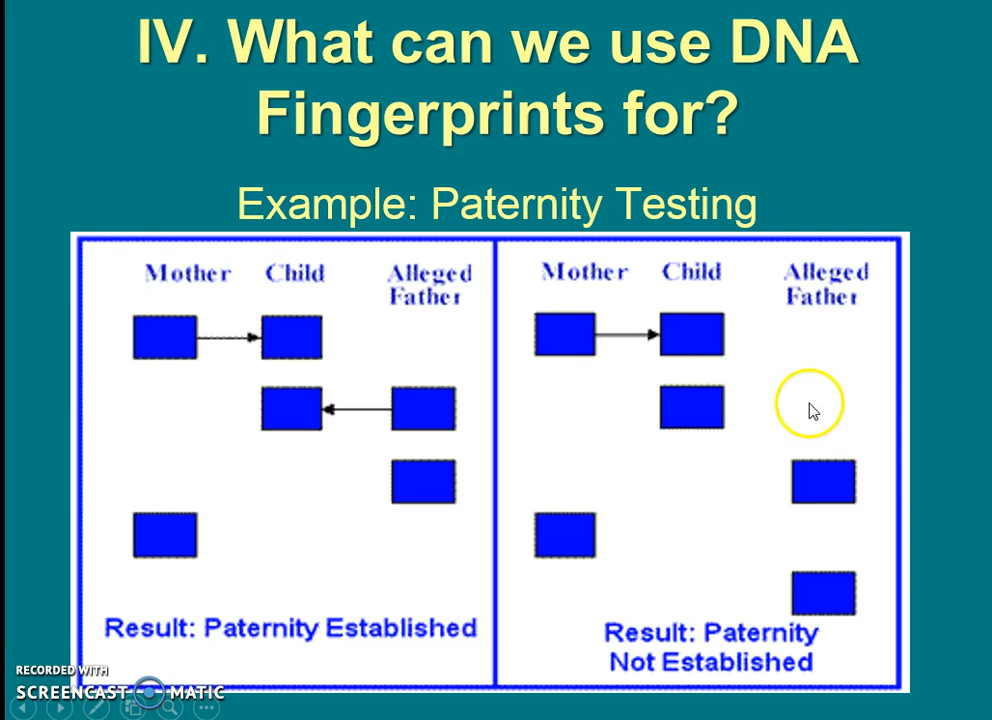 IV. What can we use DNA
Fingerprints for?
Example: Paternity Testing
Mother Child Alleged
Father
Result: Paternity Established
Mother Child Alleged
Father
Result: Paternity
Not Established
RECORDED WITH
SCREENCAST MATIC